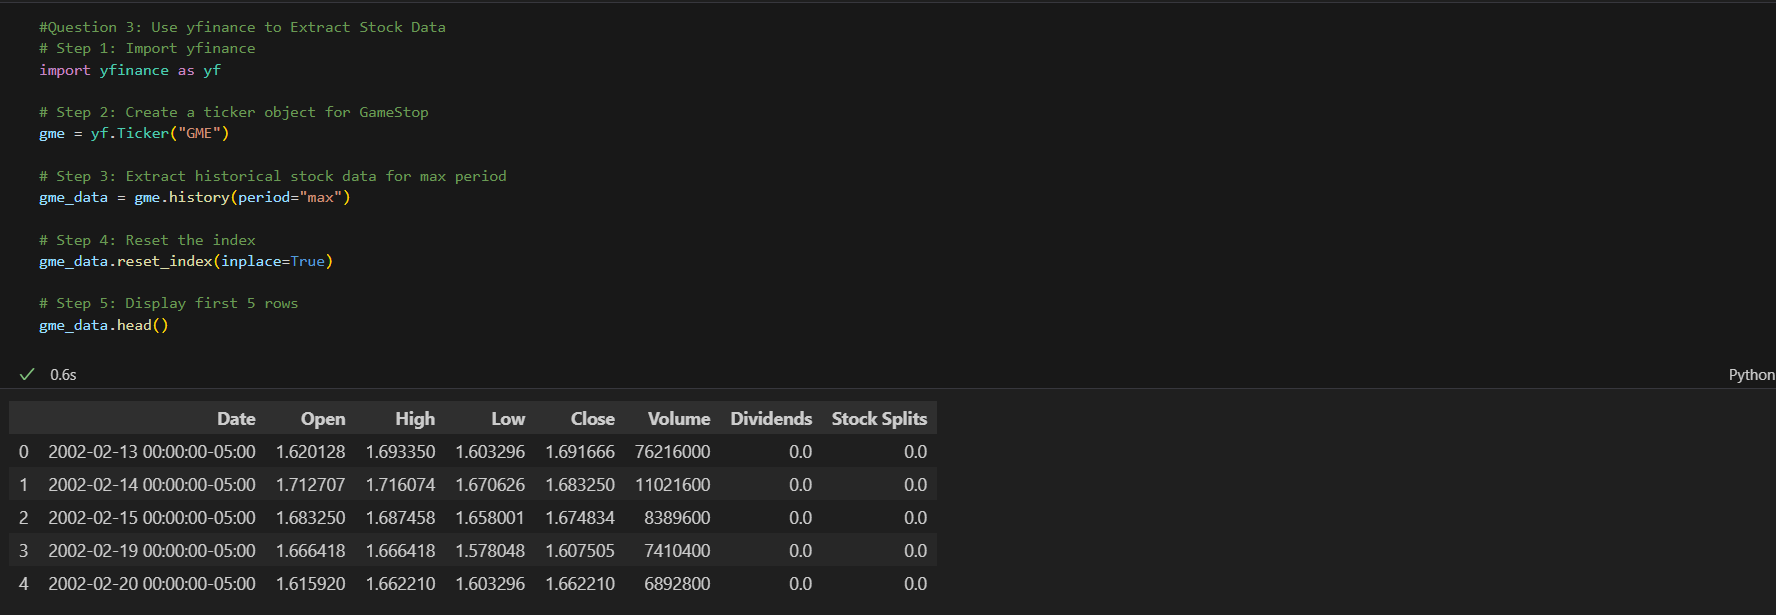 #Question 3: Use yfinance to Extract Stock Data
# Step 1: Import yfinance
import yfinance as yf
# Step 2: Create a ticker object for GameStop
gme = yf.Ticker("GME")
# Step 3: Extract historical stock data for max period
gme_data = gme.history(period="max")
# Step 4: Reset the index
gme_data.reset_index(inplace=True)
# Step 5: Display first 5 rows
gme_data.head()
0.6s
Python
Date Open High Low Close Volume Dividends Stock Splits
0 2002-02-13 00:00:00-05:00 1.620128 1.693350 1.603296 1.691666 76216000 0.0 0.0
1 2002-02-14 00:00:00-05:00 1.712707 1.716074 1.670626 1.683250 11021600 0.0 0.0
2 2002-02-15 00:00:00-05:00 1.683250 1.687458 1.658001 1.674834 8389600 0.0 0.0
3 2002-02-19 00:00:00-05:00 1.666418 1.666418 1.578048 1.607505 7410400 0.0 0.0
4 2002-02-20 00:00:00-05:00 1.615920 1.662210 1.603296 1.662210 6892800 0.0 0.0